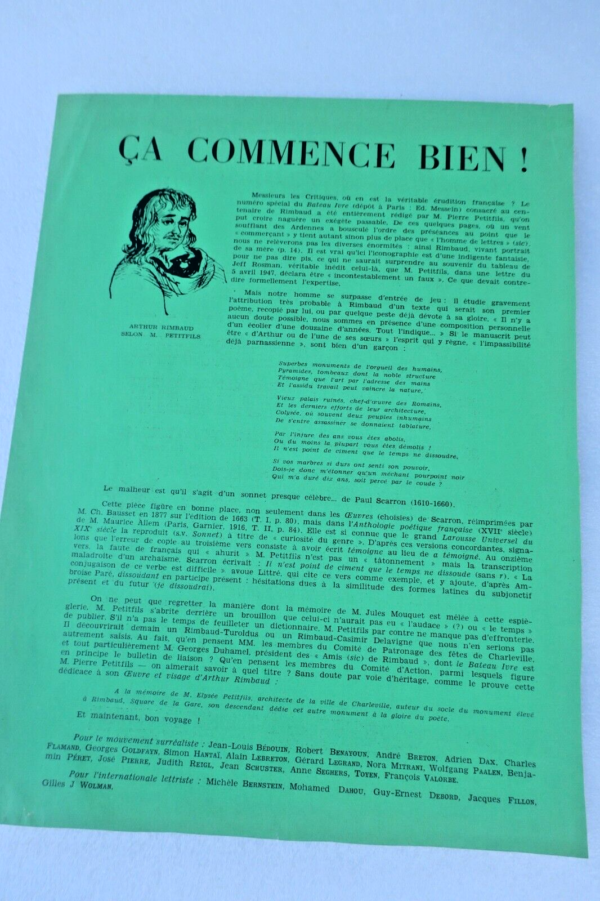 ÇA COMMENCE BIEN !
Messieurs les Critiques, où en est la véritable érudition française ? Le
numéro spécial du Bateau Ivre (dépôt à Paris : Ed. Messein) consacré au cen-
tenaire de Rimbaud a été entièrement rédigé par M. Pierre Petitfils, qu'on
put croire naguère un exégète passable. De ces quelques pages, où un vent
soufflant des Ardennes a bousculé l'ordre des préséances au point que le
« commerçant » y tient autant sinon plus de place que « l'homme de lettres » (sic),
nous ne relèverons pas les diverses énormités : ainsi Rimbaud, vivant portrait
de sa mère (p. 14). Il est vrai qu'ici l'iconographie est d'une indigente fantaisie,
pour ne pas dire pis, ce qui ne saurait surprendre au souvenir du tableau de
Jeff Rosman, véritable inédit celui-là, que M. Petitfils, dans une lettre du
5 avril 1947, déclara être « incontestablement un faux ». Ce que devait contre-
dire formellement l'expertise.
Mais notre homme se surpasse d'entrée de jeu : il étudie gravement
l'attribution très probable à Rimbaud d'un texte qui serait son premier
poème, recopié par lui, ou par quelque peste déjà dévote à sa gloire. « Il n'y a
aucun doute possible, nous sommes en présence d'une composition personnelle
d'un écolier d'une douzaine d'années. Tout l'indique... » Si le manuscrit peut
être « d'Arthur ou de l'une de ses sœurs » l'esprit qui y règne, « l'impassibilité
déjà parnassienne », sont bien d'un garçon :
ARTHUR RIMBAUD
SELON M. PETITFILS
Superbes monuments de l'orgueil des humains,
Pyramides, tombeaux dont la noble structure
Témoigne que l'art par l'adresse des mains
Et l'assidu travail peut vaincre la nature,
Vieux palais ruinés, chef-d'œuvre des Romains,
Et les derniers efforts de leur architecture,
Colysée, où souvent deux peuples inhumains
De s'entre assassiner se donnaient tablature,
Par l'injure des ans vous êtes abolis,
Ou du moins la plupart vous êtes démolis !
Il n'est point de ciment que le temps ne dissoude,
Si vos marbres si durs ont senti son pouvoir,
Dois-je donc m'étonner qu'un méchant pourpoint noir
Qui m'a duré dix ans, soit percé par le coude ?
Le malheur est qu'il s'agit d'un sonnet presque célèbre... de Paul Scarron (1610-1660).
Cette pièce figure en bonne place, non seulement dans les Œuvres (choisies) de Scarron, réimprimées par
M. Ch. Bausset en 1877 sur l'édition de 1663 (T. I, p. 80), mais dans l'Anthologie poétique française (XVIIe siècle)
de M. Maurice Allem (Paris, Garnier, 1916, T. II, p. 84). Elle est si connue que le grand Larousse Universel du
XIXe siècle la reproduit (a.v. Sonnet) à titre de « curiosité du genre ». D'après ces versions concordantes, signa-
lons que l'erreur de copie au troisième vers consiste à avoir écrit témoigne au lieu de a témoigné. Au onzième
vers, la faute de français qui « ahurit » M. Petitfils n'est pas un « tâtonnement » mais la transcription
maladroite d'un archaïsme. Scarron écrivait : Il n'est point de ciment que le temps ne dissoude (sans r). « La
conjugaison de ce verbe est difficile » avoue Littré, qui cite ce vers comme exemple, et y ajoute, d'après Am-
broise Paré, dissoudant en participe présent : hésitations dues à la similitude des formes latines du subjonctif
présent et du futur (je dissoudrai).
On ne peut que regretter la manière dont la mémoire de M. Jules Mouquet est mêlée à cette espiè-
glerie. M. Petitfils s'abrite derrière un brouillon que celui-ci n'aurait pas eu « l'audace » (?) ou « le temps »
de publier. S'il n'a pas le temps de feuilleter un dictionnaire, M. Petitfils par contre ne manque pas d'effronterie.
Il découvrirait demain un Rimbaud-Turoldus ou un Rimbaud-Casimir Delavigne que nous n'en serions pas
autrement saisis. Au fait, qu'en pensent MM. les membres du Comité de Patronage des fêtes de Charleville,
et tout particulièrement M. Georges Duhamel, président des « Amis (sic) de Rimbaud », dont le Bateau Ivre est
en principe le bulletin de liaison ? Qu'en pensent les membres du Comité d'Action, parmi lesquels figure
M. Pierre Petitfils — on aimerait savoir à quel titre ? Sans doute par voie d'héritage, comme le prouve cette
dédicace à son Œuvre et visage d'Arthur Rimbaud :
A la mémoire de M. Elysée Petitfils, architecte de la ville de Charleville, auteur du socle du monument élevé
à Rimbaud, Square de la Gare, son descendant dédie cet autre monument à la gloire du poète.
Et maintenant, bon voyage !
Pour le mouvement surréaliste : Jean-Louis BÉDOUIN, Robert BENAYOUN, André BRETON, Adrien DAX, Charles
FLAMAND, Georges GOLDFAYN, Simon HANTAÏ, Alain LEBRETON, Gérard LEGRAND, Nora MITRANI, Wolfgang PAALEN, Benja-
min PÉRET, José PIERRE, Judith REIGL, Jean SCHUSTER, Anne SEGHERS, TOYEN, François VALORBE.
Pour l'internationale lettriste : Michèle BERNSTEIN, Mohamed DAHOU, Guy-Ernest DEBORD, Jacques FILLON,
Gilles J WOLMAN.